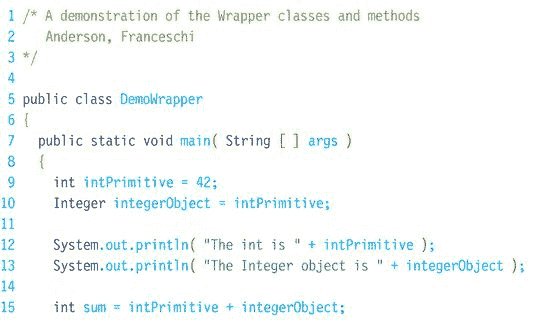 1 /* A demonstration of the Wrapper classes and methods
2    Anderson, Franceschi
3 */
4
5 public class DemoWrapper
6 {
7   public static void main( String [ ] args )
8   {
9     int intPrimitive = 42;
10     Integer integerObject = intPrimitive;
11
12     System.out.println( "The int is " + intPrimitive );
13     System.out.println( "The Integer object is " + integerObject );
14
15     int sum = intPrimitive + integerObject;